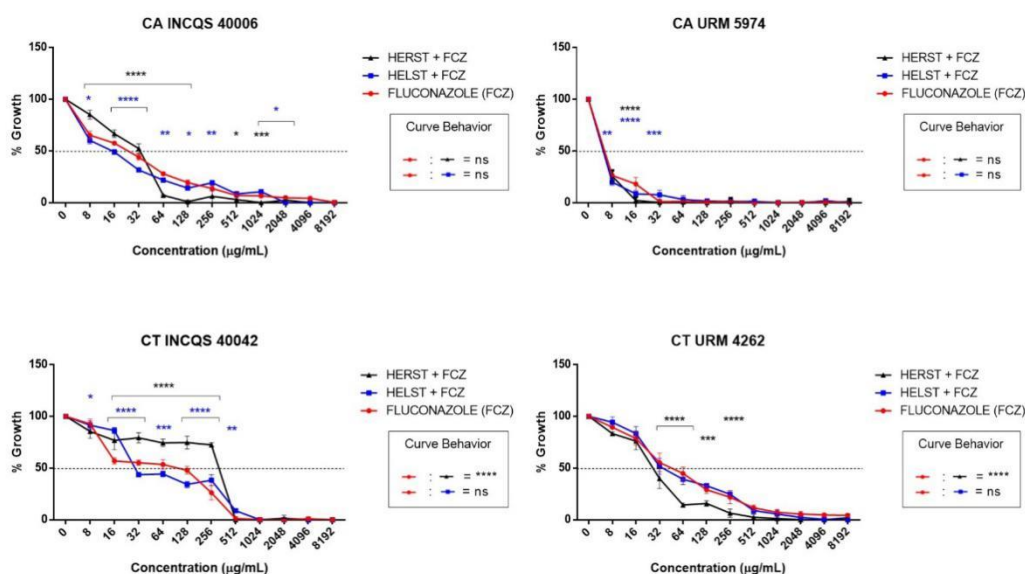 CA INCQS 40006
% Growth
150
100
50
0
****
*
****
**
*
**
*
***
*
0 8 16 32 64 128 256 512 1024 2048 4096 8192
Concentration (µg/mL)
HERST + FCZ
HELST + FCZ
FLUCONAZOLE (FCZ)
Curve Behavior
: = ns
: = ns
CA URM 5974
% Growth
150
100
50
0
****
****
**
***
0 8 16 32 64 128 256 512 1024 2048 4096 8192
Concentration (µg/mL)
HERST + FCZ
HELST + FCZ
FLUCONAZOLE (FCZ)
Curve Behavior
: = ns
: = ns
CT INCQS 40042
% Growth
150
100
50
0
****
*
****
***
****
**
0 8 16 32 64 128 256 512 1024 2048 4096 8192
Concentration (µg/mL)
HERST + FCZ
HELST + FCZ
FLUCONAZOLE (FCZ)
Curve Behavior
: = ****
: = ns
CT URM 4262
% Growth
150
100
50
0
****
***
****
0 8 16 32 64 128 256 512 1024 2048 4096 8192
Concentration (µg/mL)
HERST + FCZ
HELST + FCZ
FLUCONAZOLE (FCZ)
Curve Behavior
: = ****
: = ns